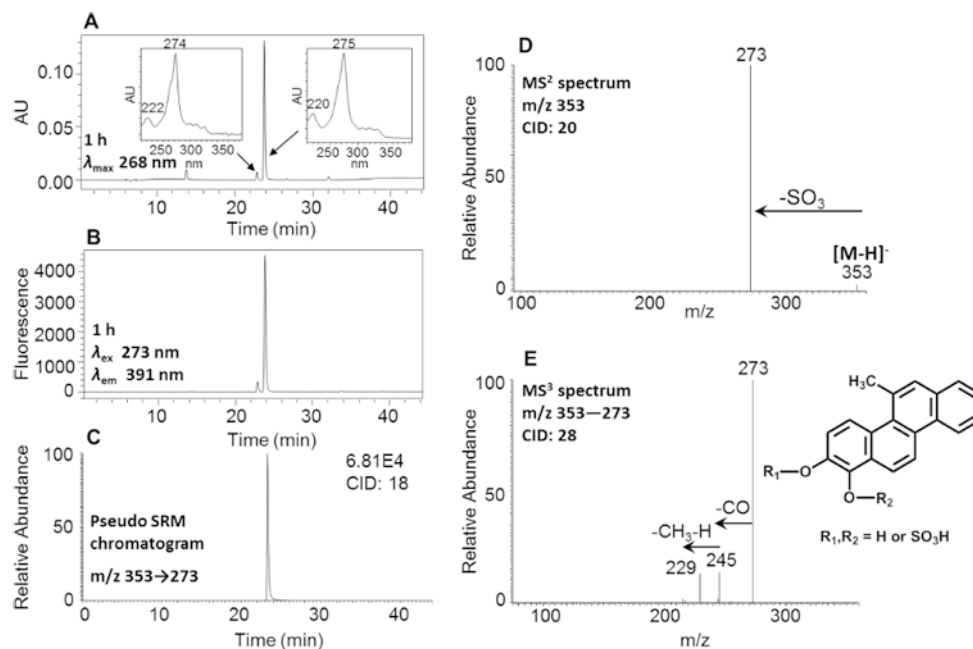 A
274
275
AU
222
AU
220
250 300 350
nm
250 300 350
nm
0.10
0.05
0.00
AU
1 h
λmax 268 nm
10 20 30 40
Time (min)
B
4000
3000
2000
1000
0
Fluorescence
1 h
λex 273 nm
λem 391 nm
10 20 30 40
Time (min)
C
100
50
0
Relative Abundance
6.81E4
CID: 18
Pseudo SRM
chromatogram
m/z 353→273
0 10 20 30 40
Time (min)
D
273
100
50
0
Relative Abundance
MS² spectrum
m/z 353
CID: 20
-SO₃
[M-H]⁻
353
100 200 300
m/z
E
273
100
50
0
Relative Abundance
MS³ spectrum
m/z 353—273
CID: 28
-CO
-CH₃-H
229 245
100 200 300
m/z
H₃C
R₁ O
O R₂
R₁,R₂ = H or SO₃H